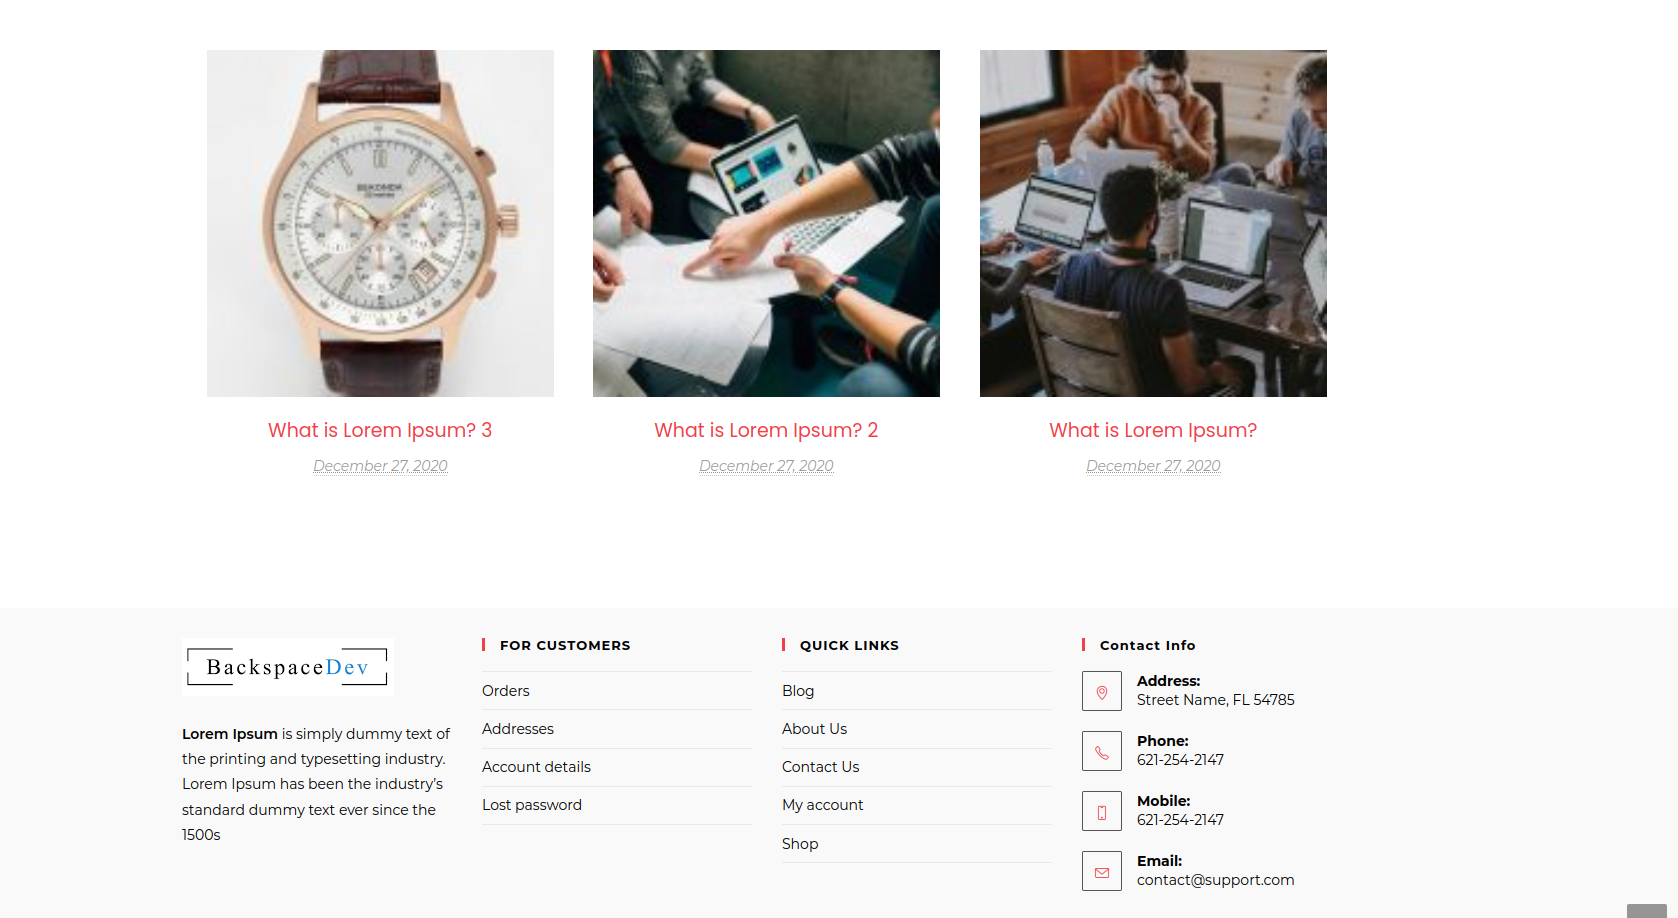 SEKONDA
What is Lorem Ipsum? 3
What is Lorem Ipsum? 2
What is Lorem Ipsum?
December 27, 2020
December 27, 2020
December 27, 2020
BackspaceDev
Lorem Ipsum is simply dummy text of
the printing and typesetting industry.
Lorem Ipsum has been the industry's
standard dummy text ever since the
1500s
FOR CUSTOMERS
Orders
Addresses
Account details
Lost password
QUICK LINKS
Blog
About Us
Contact Us
My account
Shop
Contact Info
Address:
Street Name, FL 54785
Phone:
621-254-2147
Mobile:
621-254-2147
Email:
contact@support.com